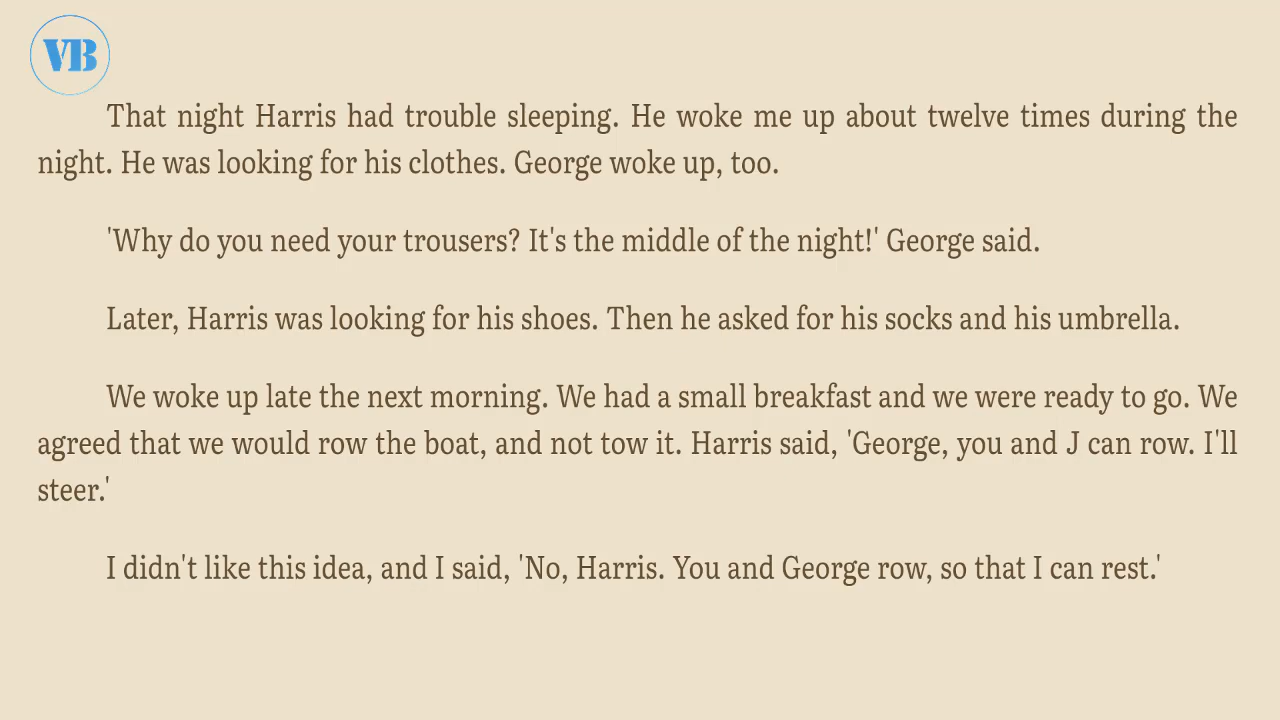 VB
That night Harris had trouble sleeping. He woke me up about twelve times during the
night. He was looking for his clothes. George woke up, too.
'Why do you need your trousers? It's the middle of the night!' George said.
Later, Harris was looking for his shoes. Then he asked for his socks and his umbrella.
We woke up late the next morning. We had a small breakfast and we were ready to go. We
agreed that we would row the boat, and not tow it. Harris said, 'George, you and J can row. I'll
steer.'
I didn't like this idea, and I said, 'No, Harris. You and George row, so that I can rest.'